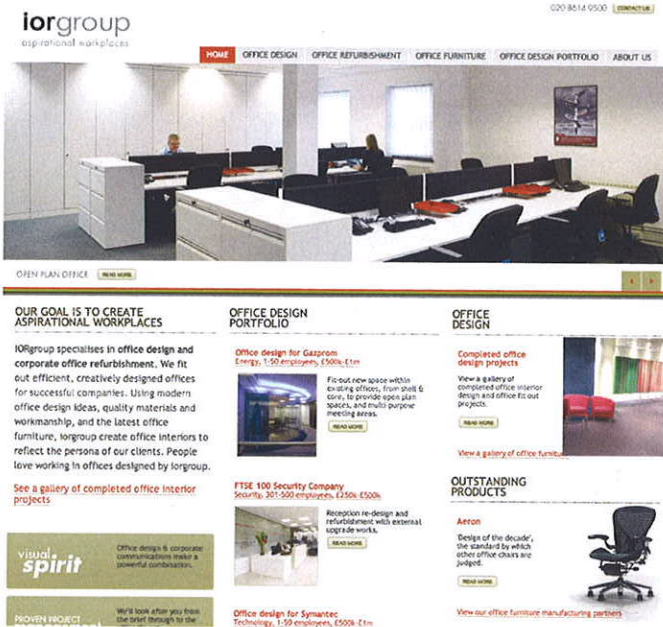 iorgroup
aspirational workplaces
020 8614 9500 CONTACT US
HOME OFFICE DESIGN OFFICE REFURBISHMENT OFFICE FURNITURE OFFICE DESIGN PORTFOLIO ABOUT US
OPEN PLAN OFFICE READ MORE
OUR GOAL IS TO CREATE
ASPIRATIONAL WORKPLACES
IORgroup specialises in office design and
corporate office refurbishment. We fit
out efficient, creatively designed offices
for successful companies. Using modern
office design ideas, quality materials and
workmanship, and the latest office
furniture, iorgroup create office interiors to
reflect the persona of our clients. People
love working in offices designed by iorgroup.
See a gallery of completed office interior
projects
visual
spirit
Office design & corporate
communications make a
powerful combination.
PROVEN PROJECT
We'll look after you from
the brief through to the
OFFICE DESIGN
PORTFOLIO
Office design for Gazprom
Energy, 1-50 employees, £500k-£1m
Fit-out new space within
existing offices, from shell &
core, to provide open plan
spaces, and multi-purpose
meeting areas.
READ MORE
FTSE 100 Security Company
Security, 301-500 employees, £250k-£500k
Reception re-design and
refurbishment with external
upgrade works.
READ MORE
Office design for Symantec
Technology, 1-50 employees, £500k-£1m
OFFICE
DESIGN
Completed office
design projects
View a gallery of
completed office interior
design and office fit out
projects.
READ MORE
View a gallery of office furnitu
OUTSTANDING
PRODUCTS
Aeron
'Design of the decade',
the standard by which
other office chairs are
judged.
READ MORE
View our office furniture manufacturing partners